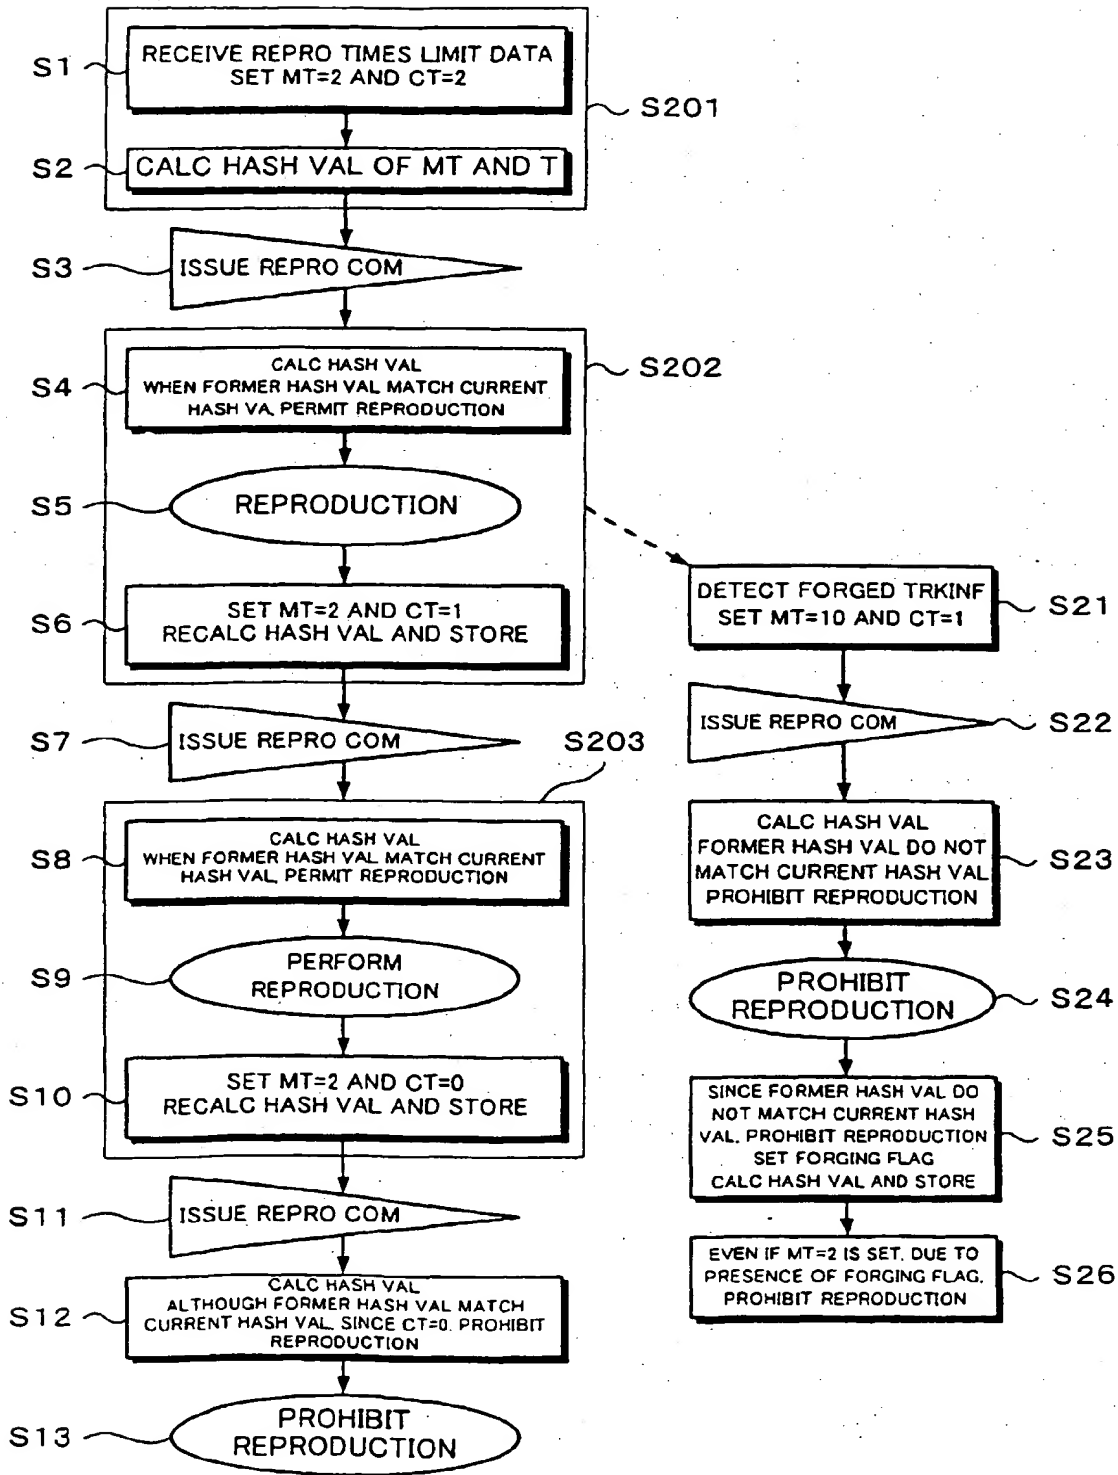 S1
RECEIVE REPRO TIMES LIMIT DATA
SET MT=2 AND CT=2
S201
S2
CALC HASH VAL OF MT AND T
S3
ISSUE REPRO COM
S4
CALC HASH VAL
WHEN FORMER HASH VAL MATCH CURRENT
HASH VA, PERMIT REPRODUCTION
S202
S5
REPRODUCTION
S6
SET MT=2 AND CT=1
RECALC HASH VAL AND STORE
S7
ISSUE REPRO COM
S203
S8
CALC HASH VAL
WHEN FORMER HASH VAL MATCH CURRENT
HASH VAL, PERMIT REPRODUCTION
S9
PERFORM
REPRODUCTION
S10
SET MT=2 AND CT=0
RECALC HASH VAL AND STORE
S11
ISSUE REPRO COM
S12
CALC HASH VAL
ALTHOUGH FORMER HASH VAL MATCH
CURRENT HASH VAL, SINCE CT=0, PROHIBIT
REPRODUCTION
S13
PROHIBIT
REPRODUCTION
DETECT FORGED TRKINF
SET MT=10 AND CT=1
S21
ISSUE REPRO COM
S22
CALC HASH VAL
FORMER HASH VAL DO NOT
MATCH CURRENT HASH VAL
PROHIBIT REPRODUCTION
S23
PROHIBIT
REPRODUCTION
S24
SINCE FORMER HASH VAL DO
NOT MATCH CURRENT HASH
VAL, PROHIBIT REPRODUCTION
SET FORGING FLAG
CALC HASH VAL AND STORE
S25
EVEN IF MT=2 IS SET, DUE TO
PRESENCE OF FORGING FLAG,
PROHIBIT REPRODUCTION
S26